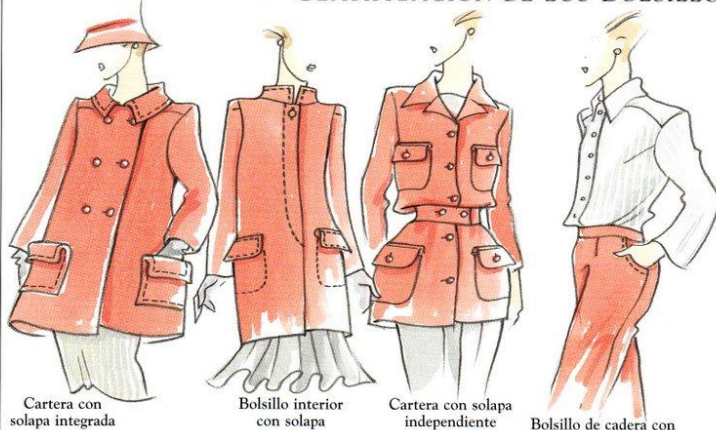 Cartera con
solapa integrada
Bolsillo interior
con solapa
Cartera con solapa
independiente
Bolsillo de cadera con